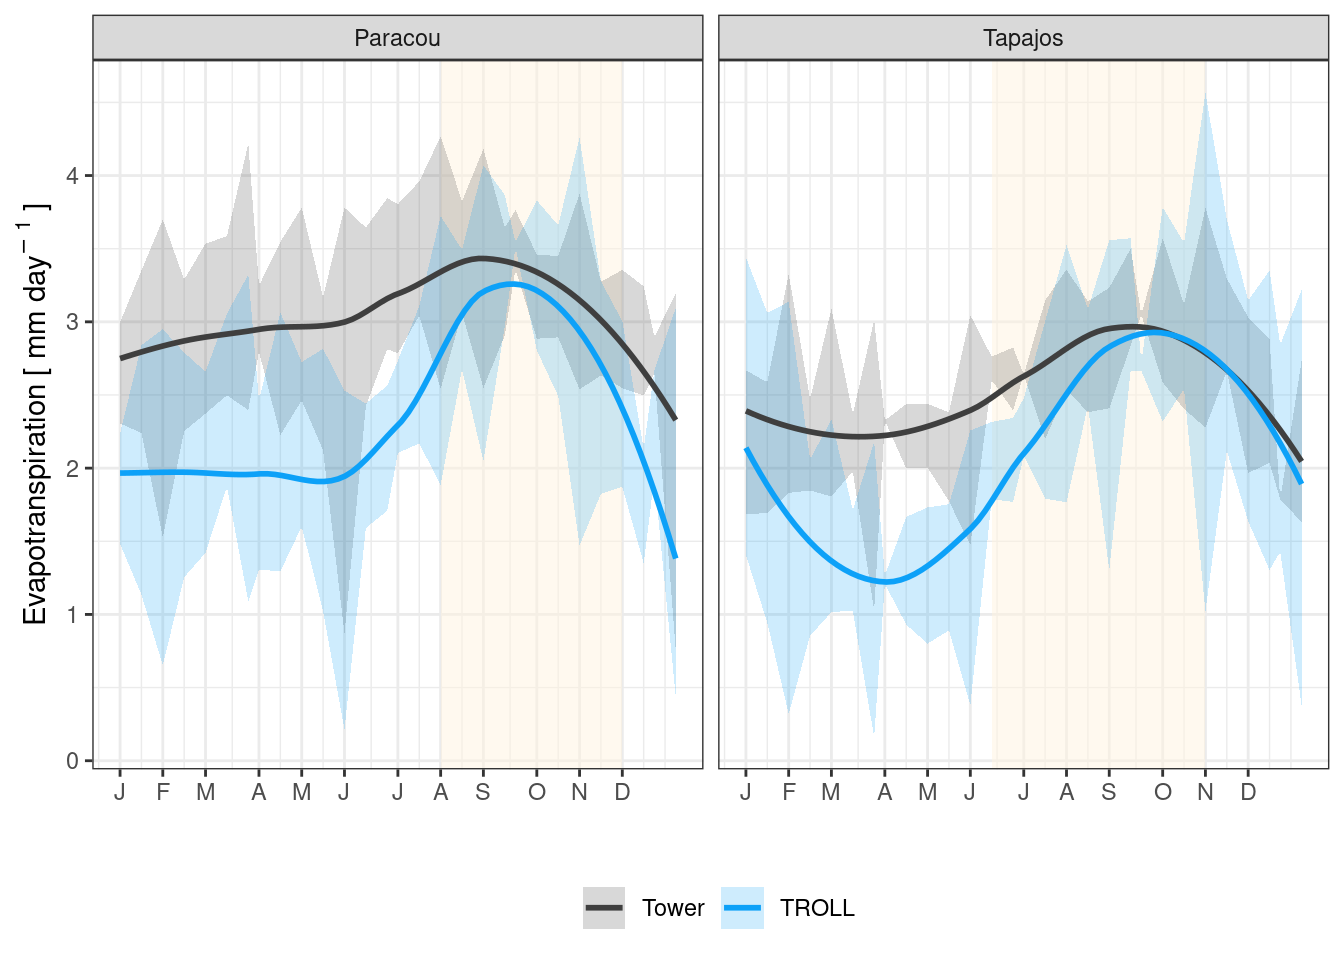 Paracou
Tapajos
Evapotranspiration [ mm day⁻¹ ]
4
3
2
1
0
J F M A M J J A S O N D
J F M A M J J A S O N D
Tower
TROLL